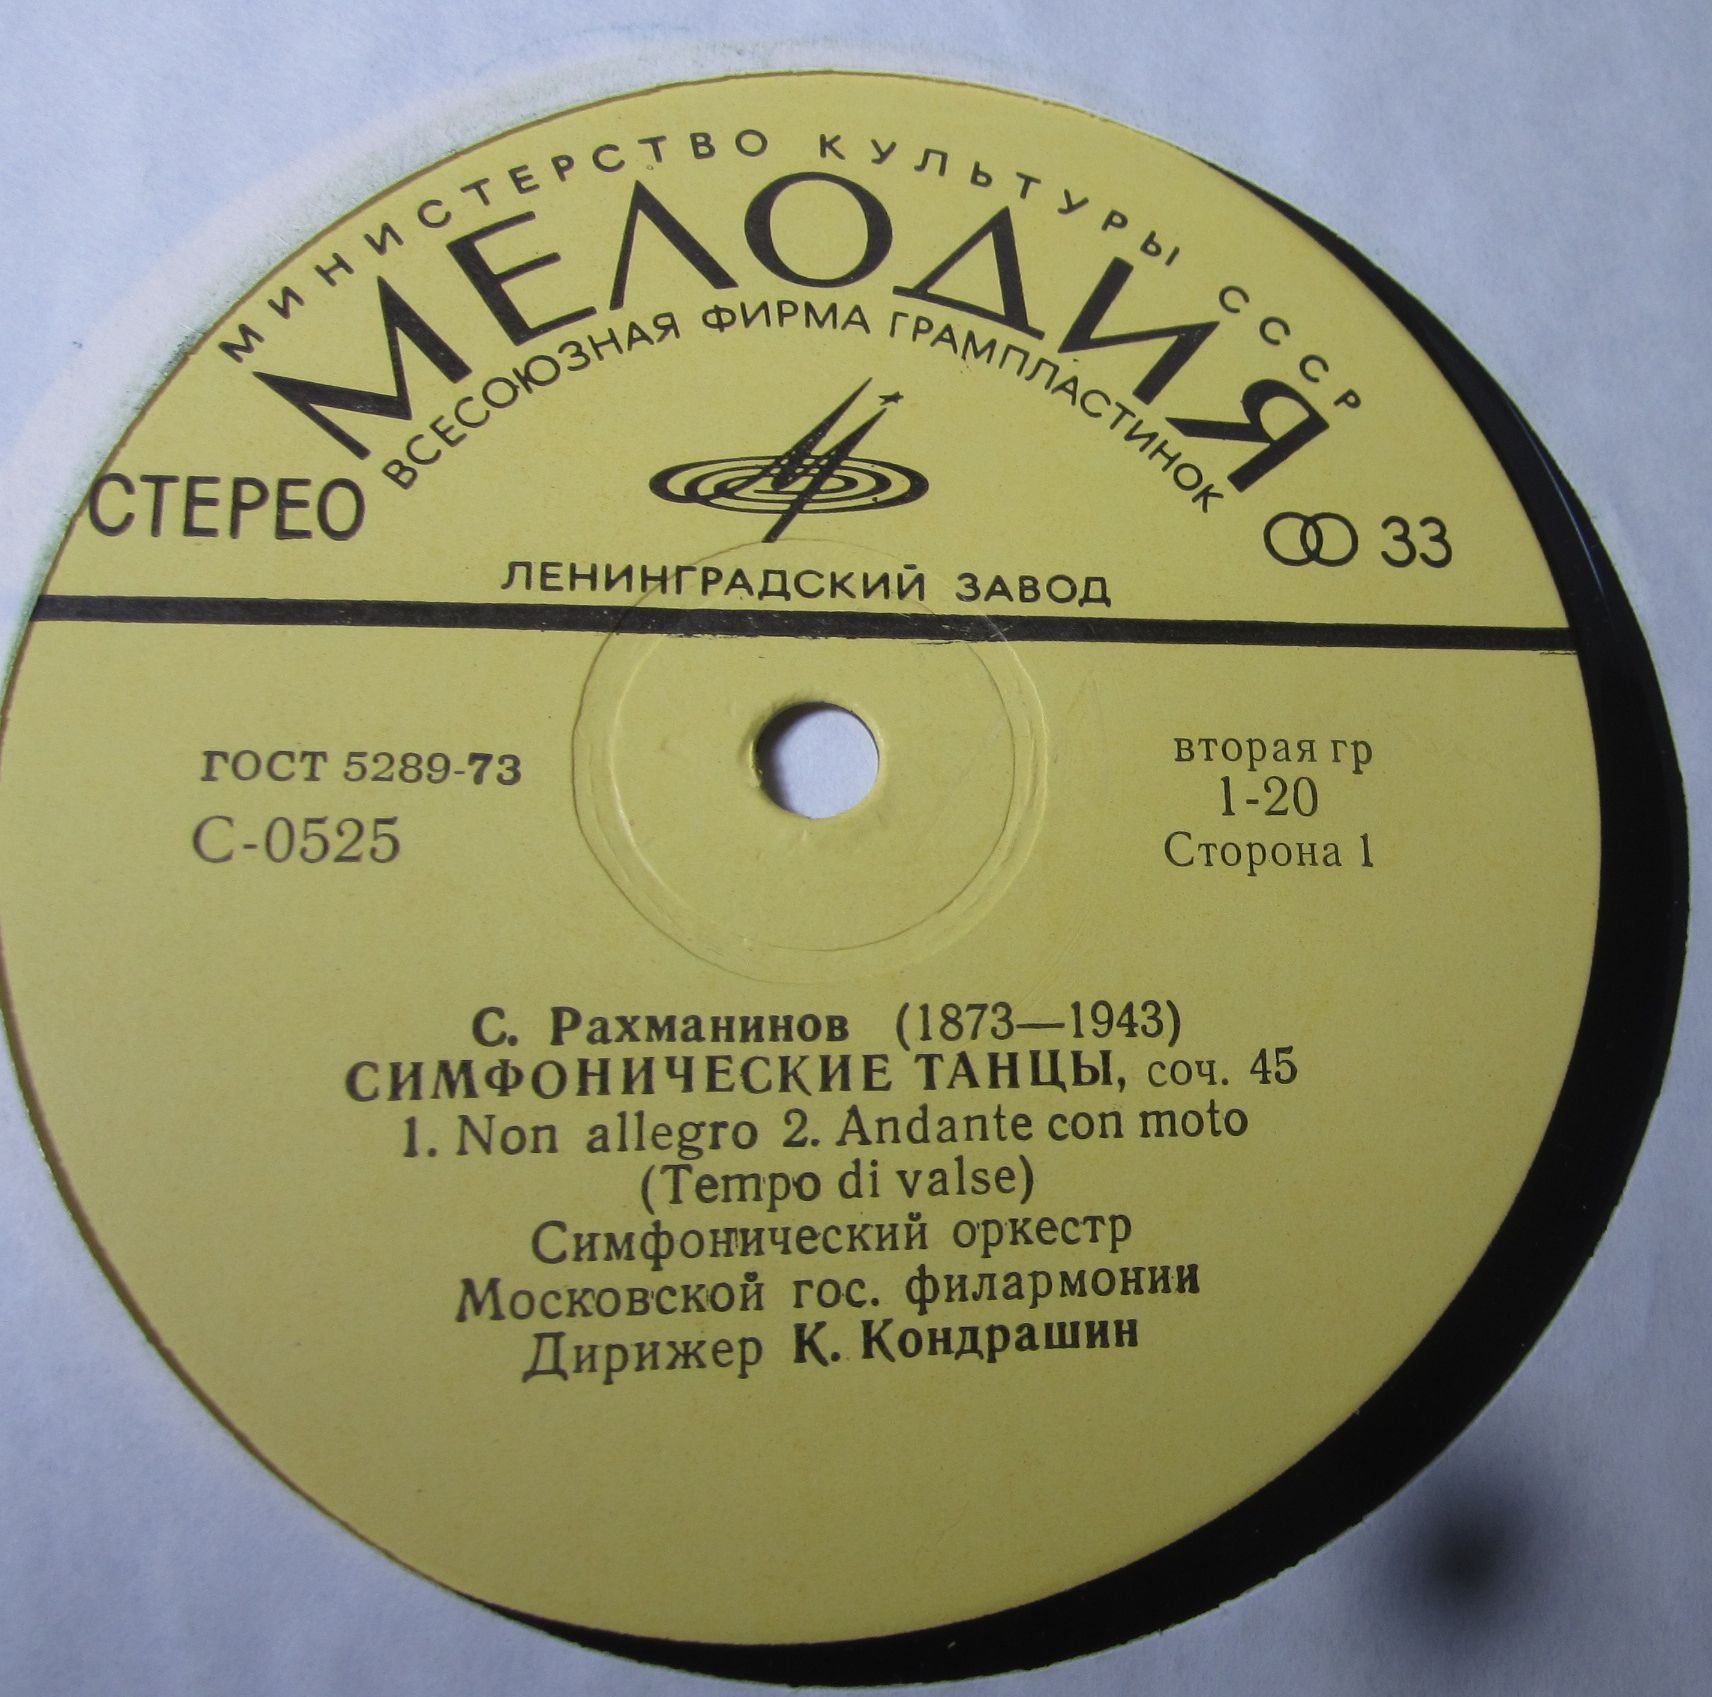 МИНИСТЕРСТВО КУЛЬТУРЫ СССР
МЕЛОДИЯ
ВСЕСОЮЗНАЯ ФИРМА ГРАМПЛАСТИНОК
СТЕРЕО
33
ЛЕНИНГРАДСКИЙ ЗАВОД
ГОСТ 5289-73
С-0525
вторая гр
1-20
Сторона 1
С. Рахманинов (1873—1943)
СИМФОНИЧЕСКИЕ ТАНЦЫ, соч. 45
1. Non allegro 2. Andante con moto
(Tempo di valse)
Симфонический оркестр
Московской гос. филармонии
Дирижер К. Кондрашин